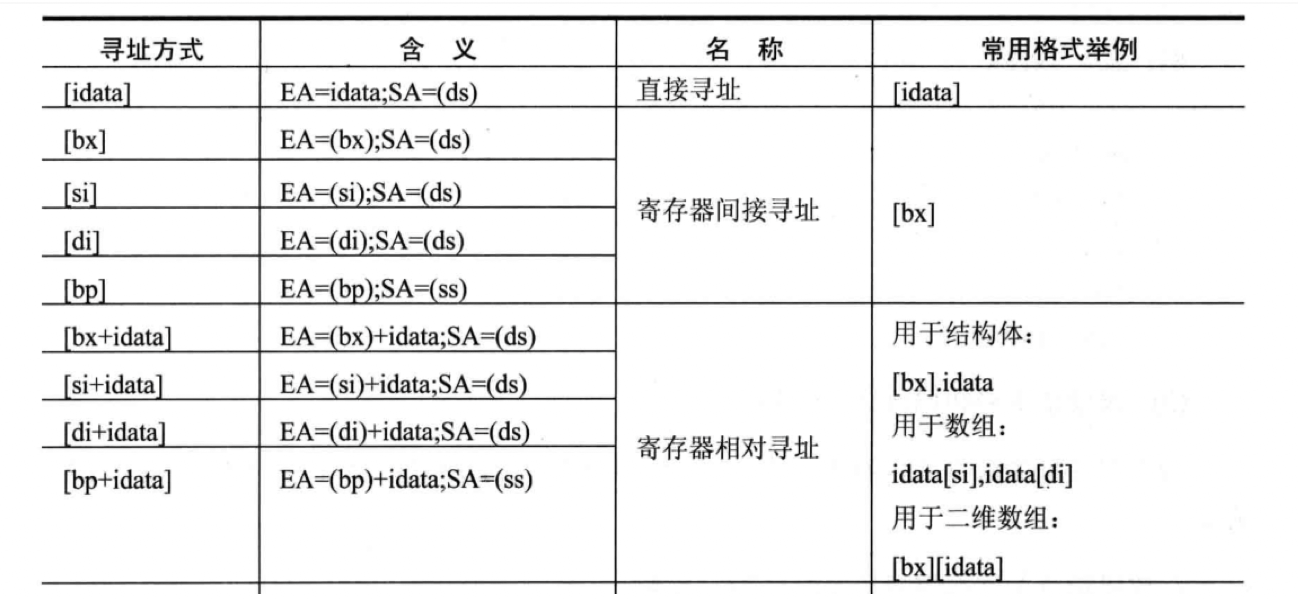 寻址方式 含 义 名 称 常用格式举例
[idata] EA=idata;SA=(ds) 直接寻址 [idata]
[bx] EA=(bx);SA=(ds)
[si] EA=(si);SA=(ds)
寄存器间接寻址 [bx]
[di] EA=(di);SA=(ds)
[bp] EA=(bp);SA=(ss)
[bx+idata] EA=(bx)+idata;SA=(ds) 用于结构体：
[si+idata] EA=(si)+idata;SA=(ds) [bx].idata
[di+idata] EA=(di)+idata;SA=(ds) 用于数组：
寄存器相对寻址
[bp+idata] EA=(bp)+idata;SA=(ss) idata[si],idata[di]
用于二维数组：
[bx][idata]